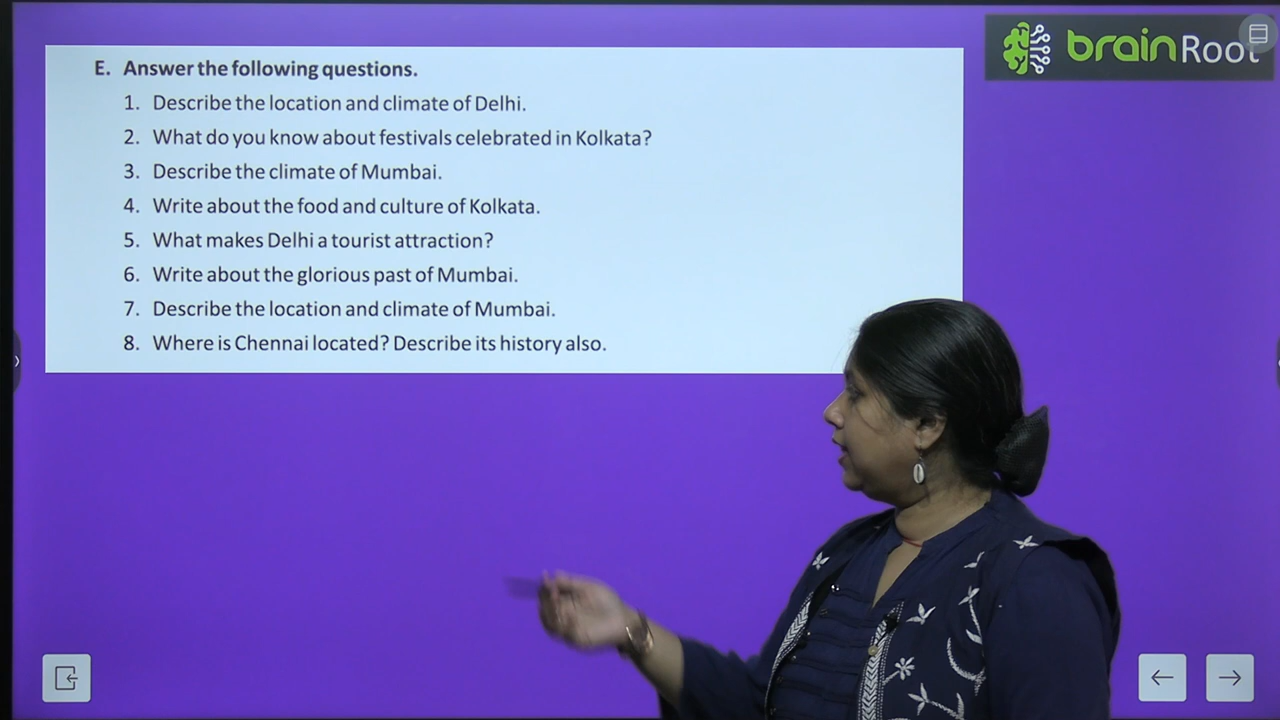 brainRoot
E. Answer the following questions.
1. Describe the location and climate of Delhi.
2. What do you know about festivals celebrated in Kolkata?
3. Describe the climate of Mumbai.
4. Write about the food and culture of Kolkata.
5. What makes Delhi a tourist attraction?
6. Write about the glorious past of Mumbai.
7. Describe the location and climate of Mumbai.
8. Where is Chennai located? Describe its history also.